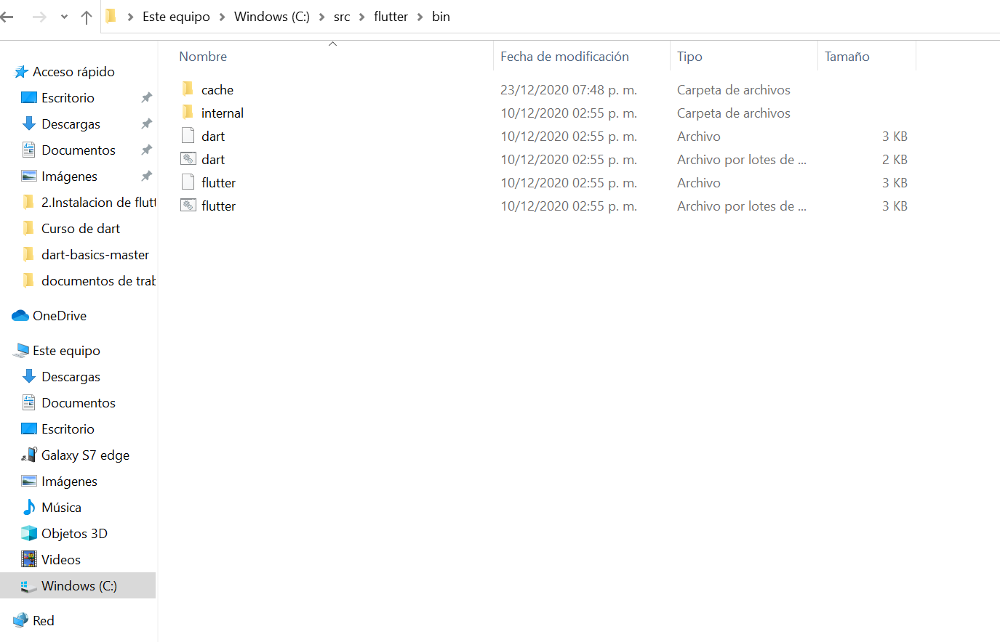 Este equipo > Windows (C:) > src > flutter > bin
Nombre Fecha de modificación Tipo Tamaño
cache 23/12/2020 07:48 p. m. Carpeta de archivos
internal 10/12/2020 02:55 p. m. Carpeta de archivos
dart 10/12/2020 02:55 p. m. Archivo 3 KB
dart 10/12/2020 02:55 p. m. Archivo por lotes de ... 2 KB
flutter 10/12/2020 02:55 p. m. Archivo 3 KB
flutter 10/12/2020 02:55 p. m. Archivo por lotes de ... 3 KB
Acceso rápido
Escritorio
Descargas
Documentos
Imágenes
2.Instalacion de flutt
Curso de dart
dart-basics-master
documentos de trab
OneDrive
Este equipo
Descargas
Documentos
Escritorio
Galaxy S7 edge
Imágenes
Música
Objetos 3D
Videos
Windows (C:)
Red